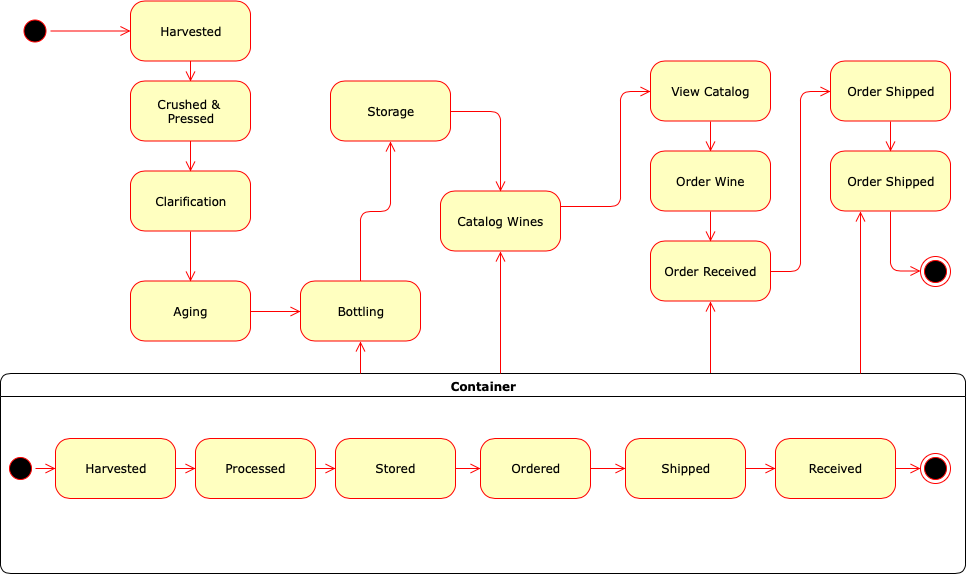 Harvested
Crushed &
Pressed
Clarification
Aging
Bottling
Storage
Catalog Wines
View Catalog
Order Wine
Order Received
Order Shipped
Order Shipped
Container
Harvested
Processed
Stored
Ordered
Shipped
Received